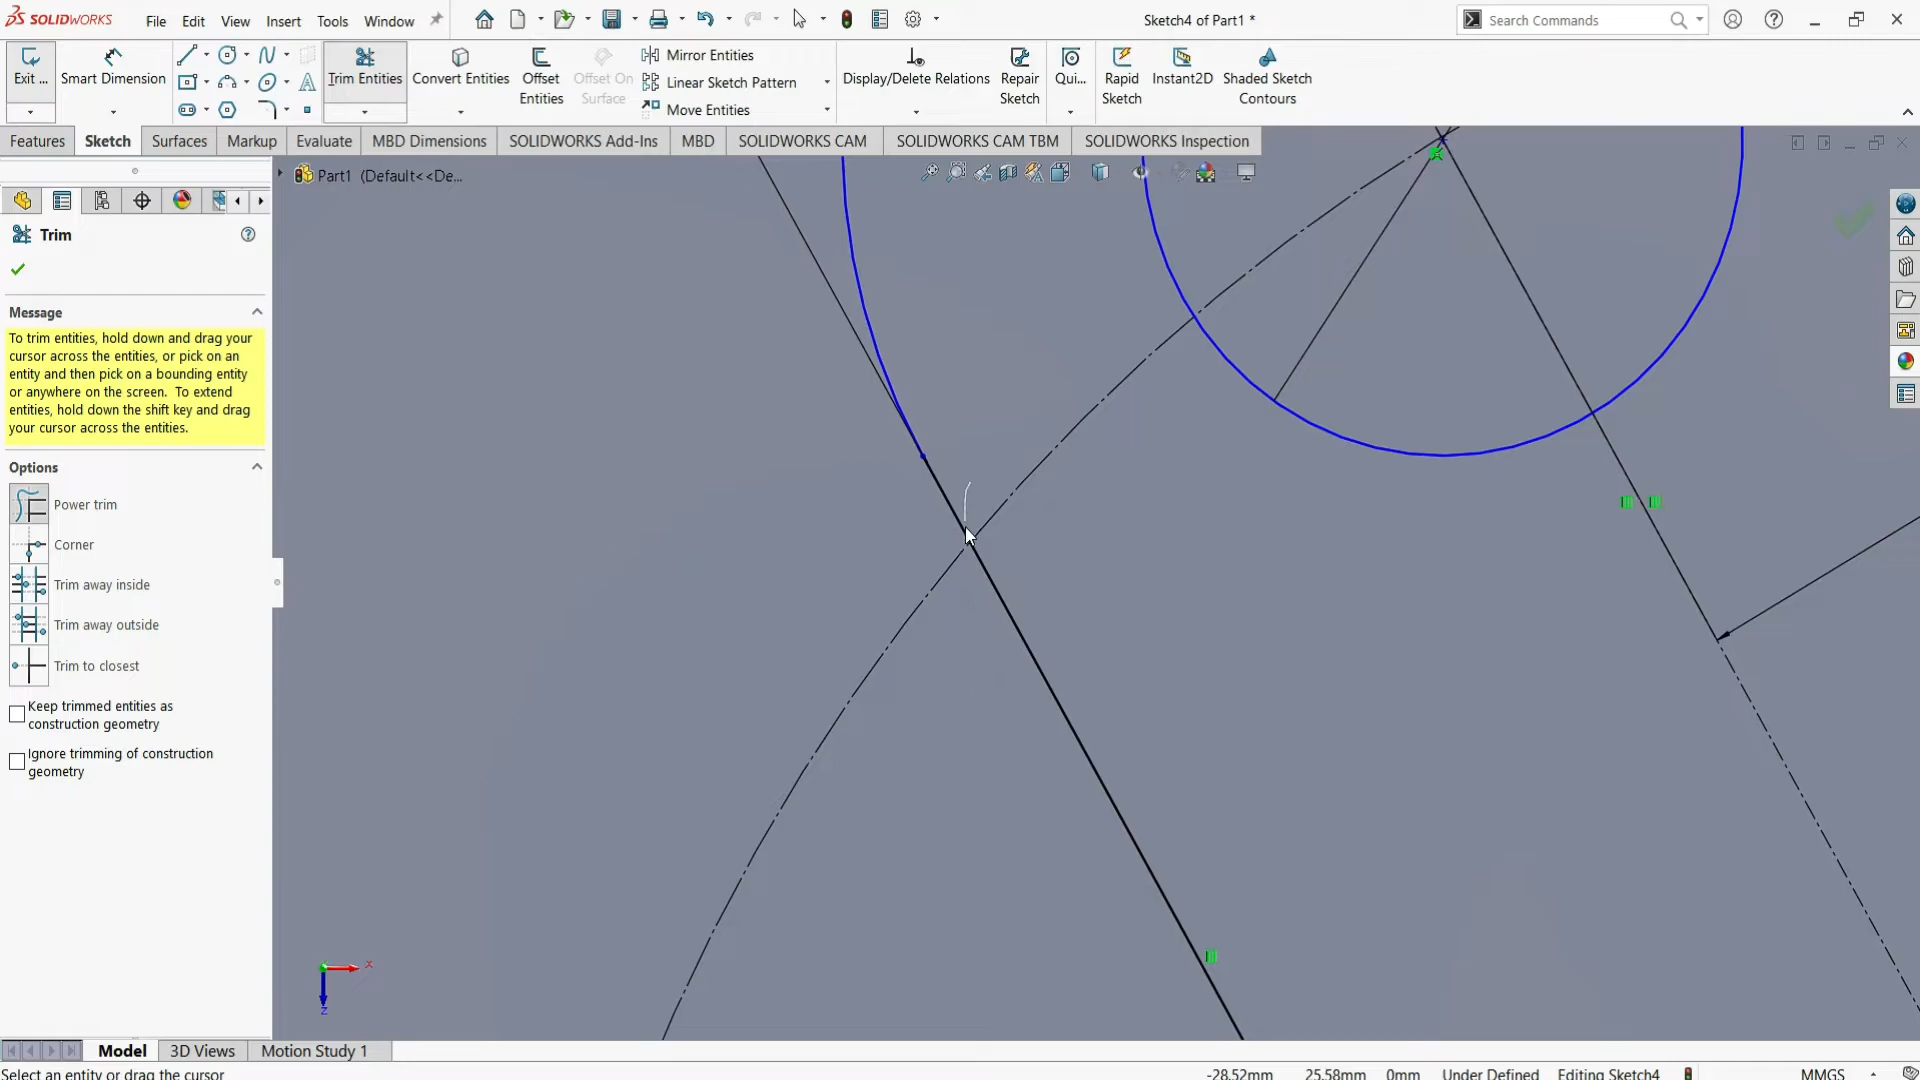 SOLIDWORKS
File
Edit
View
Insert
Tools
Window
Sketch4 of Part1 *
Search Commands
Exit ...
Smart Dimension
Trim Entities
Convert Entities
Offset
Entities
Offset On
Surface
Mirror Entities
Linear Sketch Pattern
Move Entities
Display/Delete Relations
Repair
Sketch
Qui...
Rapid
Sketch
Instant2D
Shaded Sketch
Contours
Features
Sketch
Surfaces
Markup
Evaluate
MBD Dimensions
SOLIDWORKS Add-Ins
MBD
SOLIDWORKS CAM
SOLIDWORKS CAM TBM
SOLIDWORKS Inspection
Part1 (Default<<De...
Trim
Message
To trim entities, hold down and drag your
cursor across the entities, or pick on an
entity and then pick on a bounding entity
or anywhere on the screen. To extend
entities, hold down the shift key and drag
your cursor across the entities.
Options
Power trim
Corner
Trim away inside
Trim away outside
Trim to closest
Keep trimmed entities as
construction geometry
Ignore trimming of construction
geometry
X
Z
Model
3D Views
Motion Study 1
Select an entity or drag the cursor
-28.52mm
25.58mm
0mm
Under Defined
Editing Sketch4
MMGS